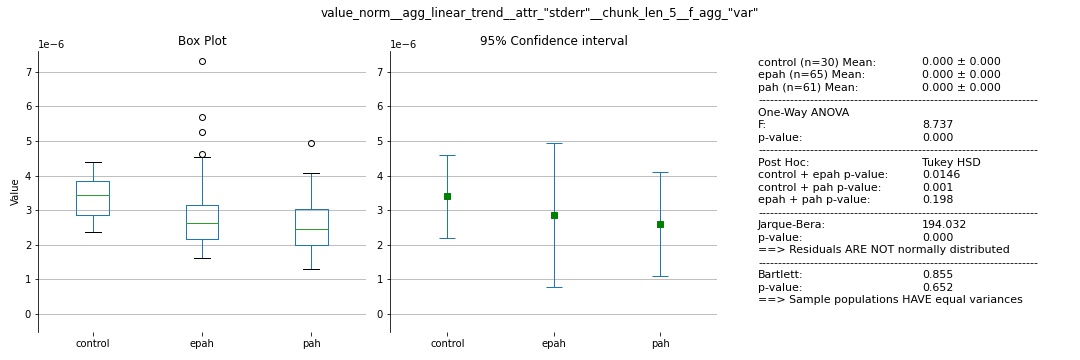 value_norm__agg_linear_trend__attr_"stderr"__chunk_len_5__f_agg_"var"
Box Plot
1e−6
7
6
5
4
3
2
1
0
Value
control
epah
pah
95% Confidence interval
1e−6
7
6
5
4
3
2
1
0
control
epah
pah
control (n=30) Mean: 0.000 ± 0.000
epah (n=65) Mean: 0.000 ± 0.000
pah (n=61) Mean: 0.000 ± 0.000
One-Way ANOVA
F: 8.737
p-value: 0.000
Post Hoc: Tukey HSD
control + epah p-value: 0.0146
control + pah p-value: 0.001
epah + pah p-value: 0.198
Jarque-Bera: 194.032
p-value: 0.000
==> Residuals ARE NOT normally distributed
Bartlett: 0.855
p-value: 0.652
==> Sample populations HAVE equal variances